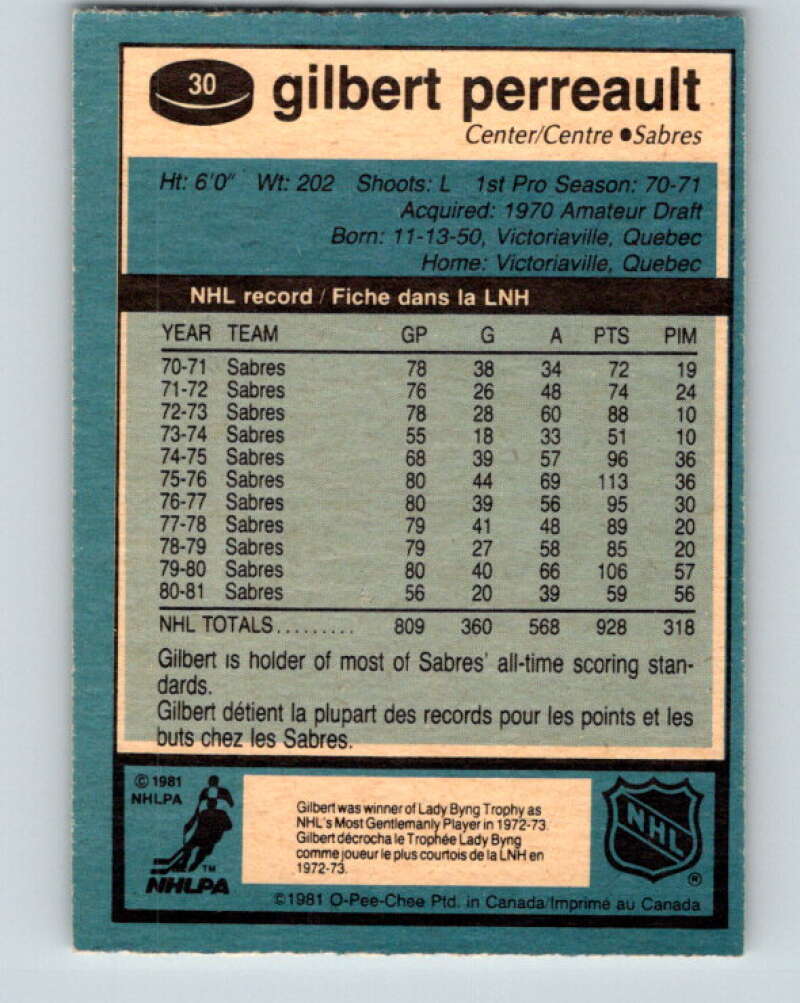 30 gilbert perreault
Center/Centre ●Sabres
Ht: 6'0" Wt: 202 Shoots: L 1st Pro Season: 70-71
Acquired: 1970 Amateur Draft
Born: 11-13-50, Victoriaville, Quebec
Home: Victoriaville, Quebec
NHL record / Fiche dans la LNH
YEAR TEAM GP G A PTS PIM
70-71 Sabres 78 38 34 72 19
71-72 Sabres 76 26 48 74 24
72-73 Sabres 78 28 60 88 10
73-74 Sabres 55 18 33 51 10
74-75 Sabres 68 39 57 96 36
75-76 Sabres 80 44 69 113 36
76-77 Sabres 80 39 56 95 30
77-78 Sabres 79 41 48 89 20
78-79 Sabres 79 27 58 85 20
79-80 Sabres 80 40 66 106 57
80-81 Sabres 56 20 39 59 56
NHL TOTALS......... 809 360 568 928 318
Gilbert is holder of most of Sabres' all-time scoring stan-
dards.
Gilbert détient la plupart des records pour les points et les
buts chez les Sabres.
© 1981
NHLPA
TM
NHLPA
Gilbert was winner of Lady Byng Trophy as
NHL's Most Gentlemanly Player in 1972-73.
Gilbert décrocha le Trophée Lady Byng
comme joueur le plus courtois de la LNH en
1972-73.
NHL
®
©1981 O-Pee-Chee Ptd. in Canada/Imprimé au Canada